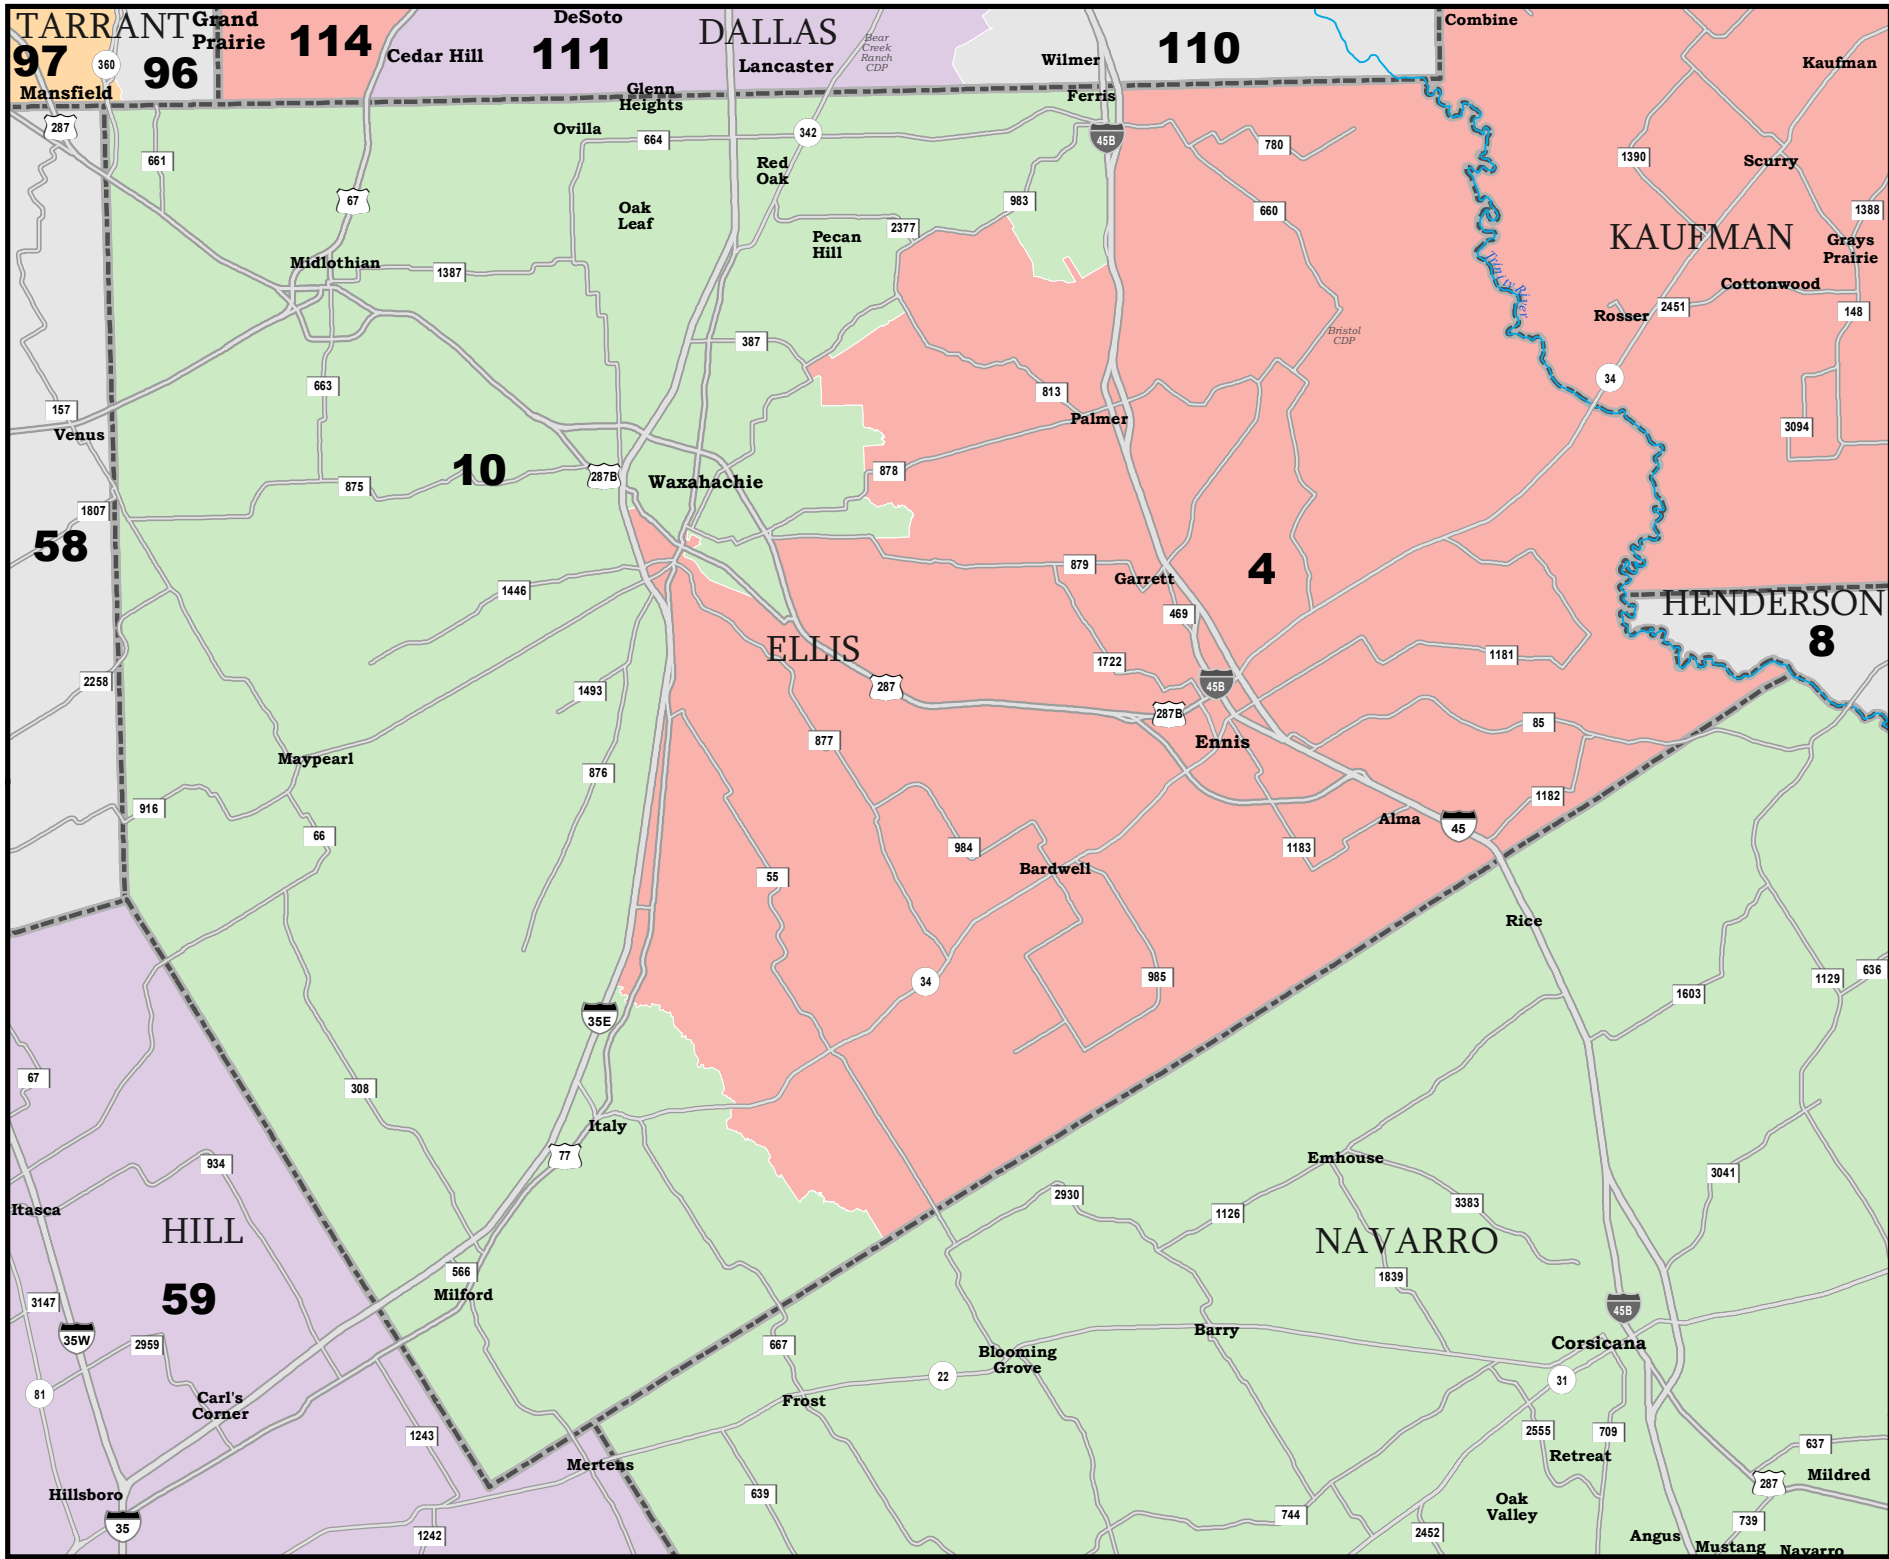 TARRANT
Grand
Prairie
114
Cedar Hill
DeSoto
111
DALLAS
Lancaster
Bear
Creek
Ranch
CDP
Wilmer
110
Combine
97
360
96
Mansfield
Kaufman
Glenn
Heights
Ferris
287
Ovilla
664
342
45B
780
661
Red
Oak
1390
Scurry
67
983
660
1388
Oak
Leaf
2377
Pecan
Hill
KAUFMAN
Grays
Prairie
Midlothian
1387
Trinity River
Cottonwood
Rosser
2451
148
387
Bristol
CDP
663
813
34
157
Palmer
Venus
3094
10
287B
878
Waxahachie
875
1807
58
879
4
Garrett
1446
HENDERSON
469
8
ELLIS
1722
1181
2258
1493
287
45B
287B
85
877
Ennis
Maypearl
876
916
1182
66
Alma
45
984
1183
55
Bardwell
Rice
34
985
1129
636
1603
35E
67
308
Italy
77
934
Emhouse
3041
2930
3383
Itasca
1126
HILL
NAVARRO
566
1839
59
Milford
3147
45B
35W
2959
667
Barry
Corsicana
Blooming
Grove
22
31
81
Carl's
Corner
Frost
1243
2555
709
637
Retreat
Mertens
Mildred
287
Hillsboro
639
Oak
Valley
744
739
35
1242
2452
Angus
Mustang
Navarro